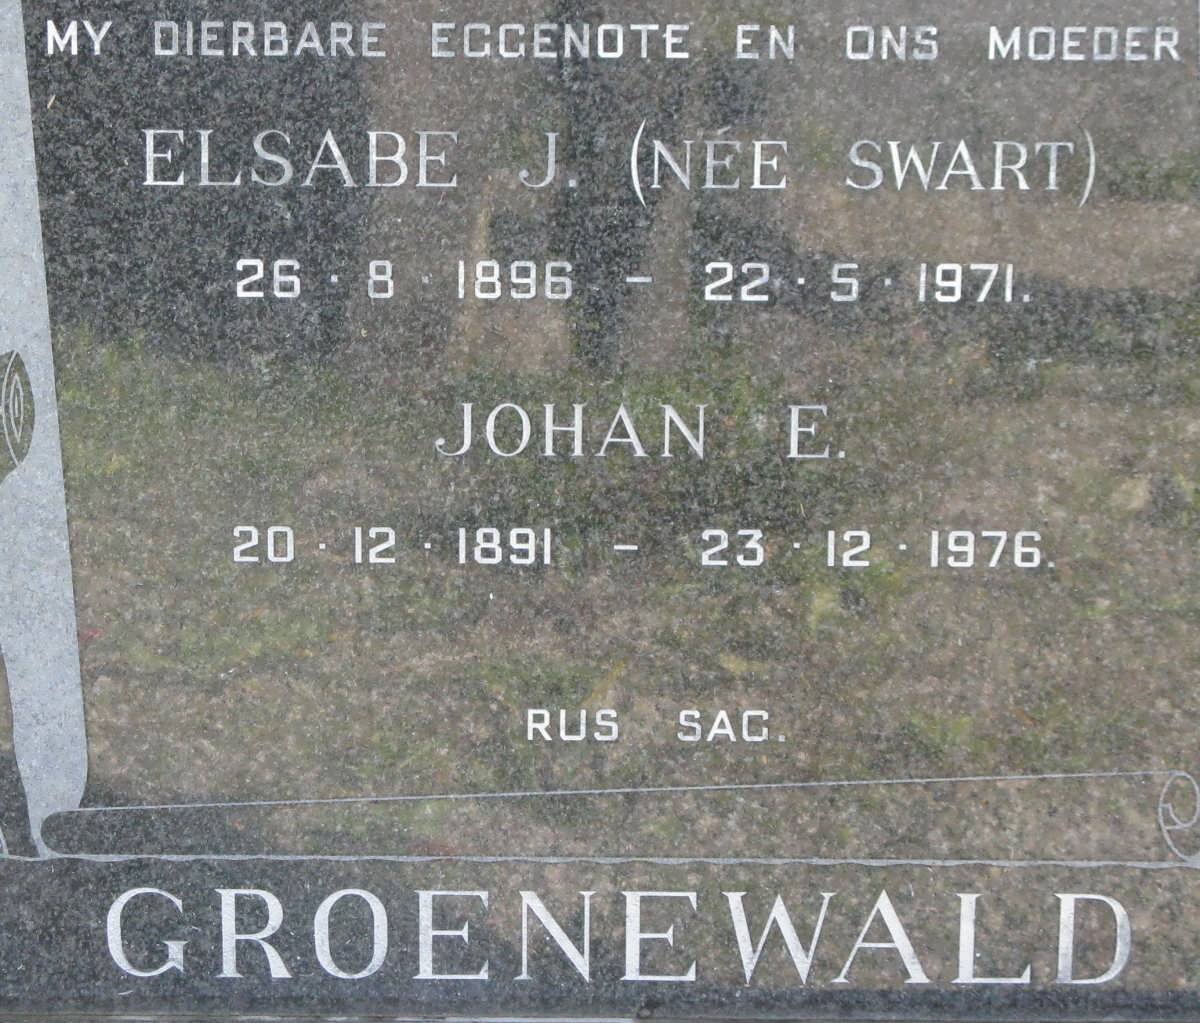 MY DIERBARE EGGENOTE EN ONS MOEDER
ELSABE J. (NÉE SWART)
26 · 8 · 1896 - 22 · 5 · 1971.
JOHAN E.
20 · 12 · 1891 - 23 · 12 · 1976.
RUS SAG.
GROENEWALD